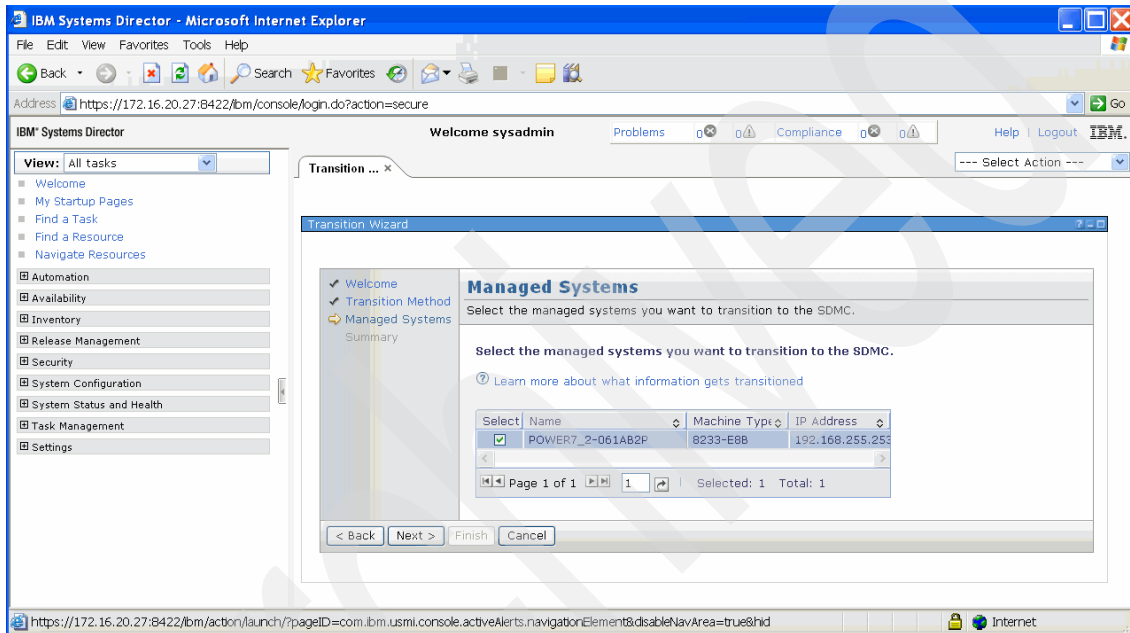 IBM Systems Director - Microsoft Internet Explorer
File Edit View Favorites Tools Help
Back Search Favorites
Address https://172.16.20.27:8422/ibm/console/login.do?action=secure Go
IBM® Systems Director Welcome sysadmin Problems 0 0 Compliance 0 0 Help Logout IBM.
View: All tasks
Transition ... ×
--- Select Action ---
Welcome
My Startup Pages
Find a Task
Find a Resource
Navigate Resources
Automation
Availability
Inventory
Release Management
Security
System Configuration
System Status and Health
Task Management
Settings
Transition Wizard
Welcome
Transition Method
Managed Systems
Summary
Managed Systems
Select the managed systems you want to transition to the SDMC.
Select the managed systems you want to transition to the SDMC.
Learn more about what information gets transitioned
Select Name Machine Type IP Address
POWER7_2-061AB2P 8233-E8B 192.168.255.253
Page 1 of 1 1 Selected: 1 Total: 1
< Back Next > Finish Cancel
https://172.16.20.27:8422/ibm/action/launch/?pageID=com.ibm.usmi.console.activeAlerts.navigationElement&disableNavArea=true&hid Internet